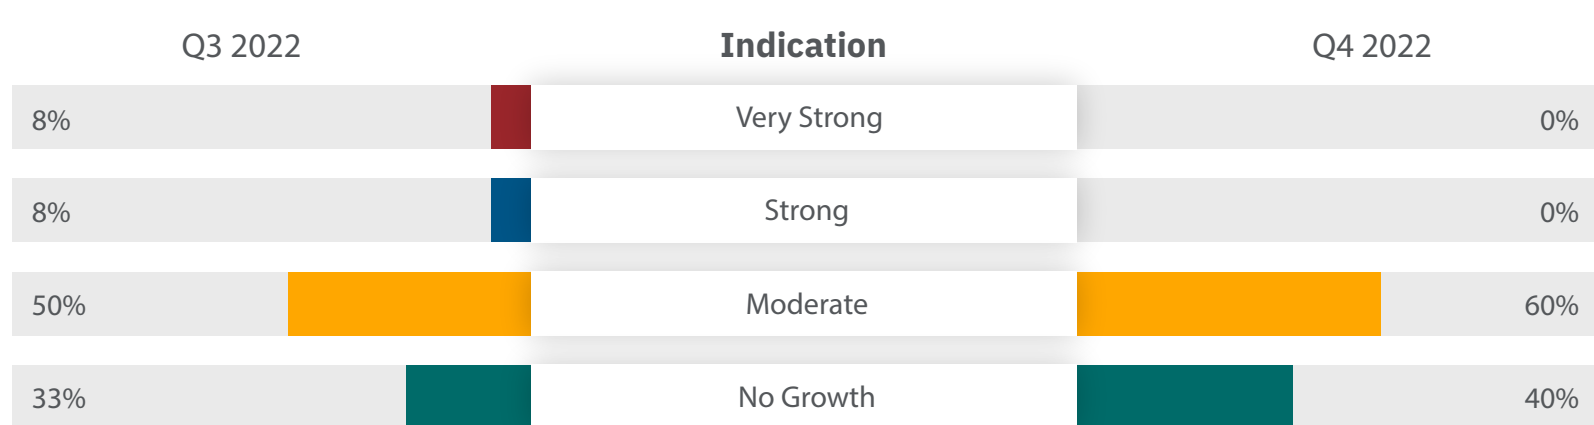 Q3 2022 Indication Q4 2022
8% Very Strong 0%
8% Strong 0%
50% Moderate 60%
33% No Growth 40%